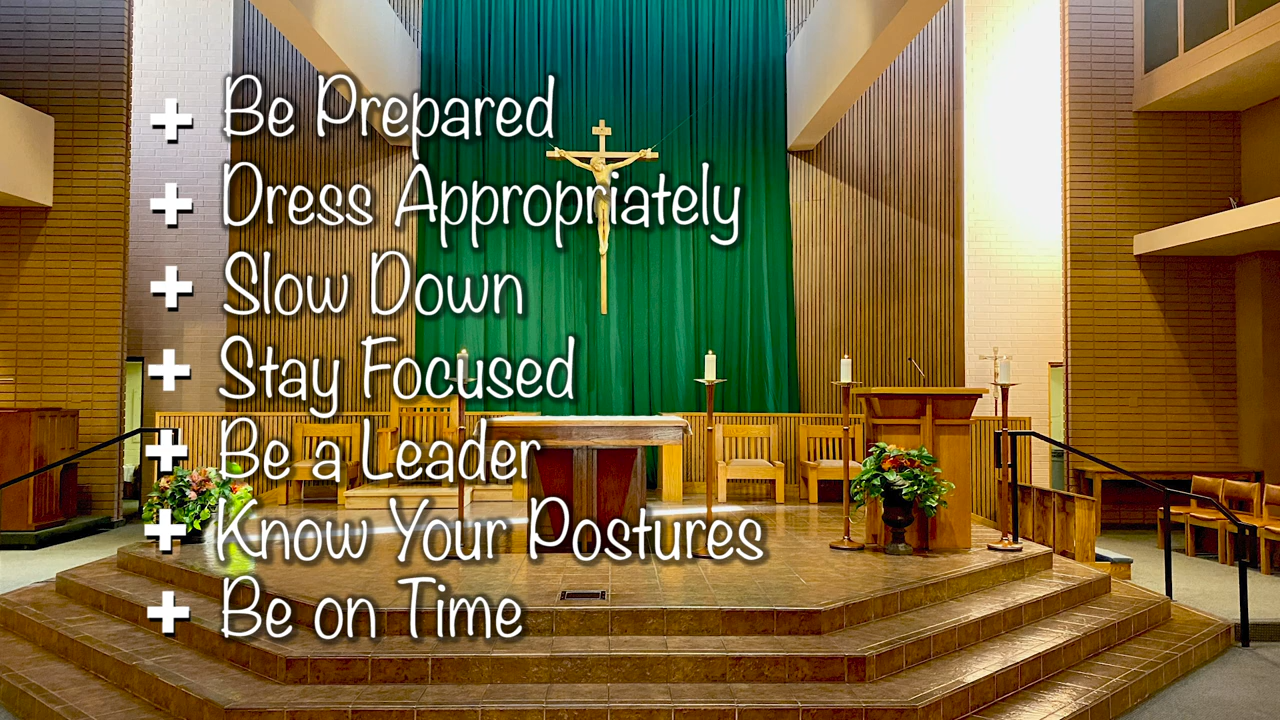 + Be Prepared
+ Dress Appropriately
+ Slow Down
+ Stay Focused
+ Be a Leader
+ Know Your Postures
+ Be on Time